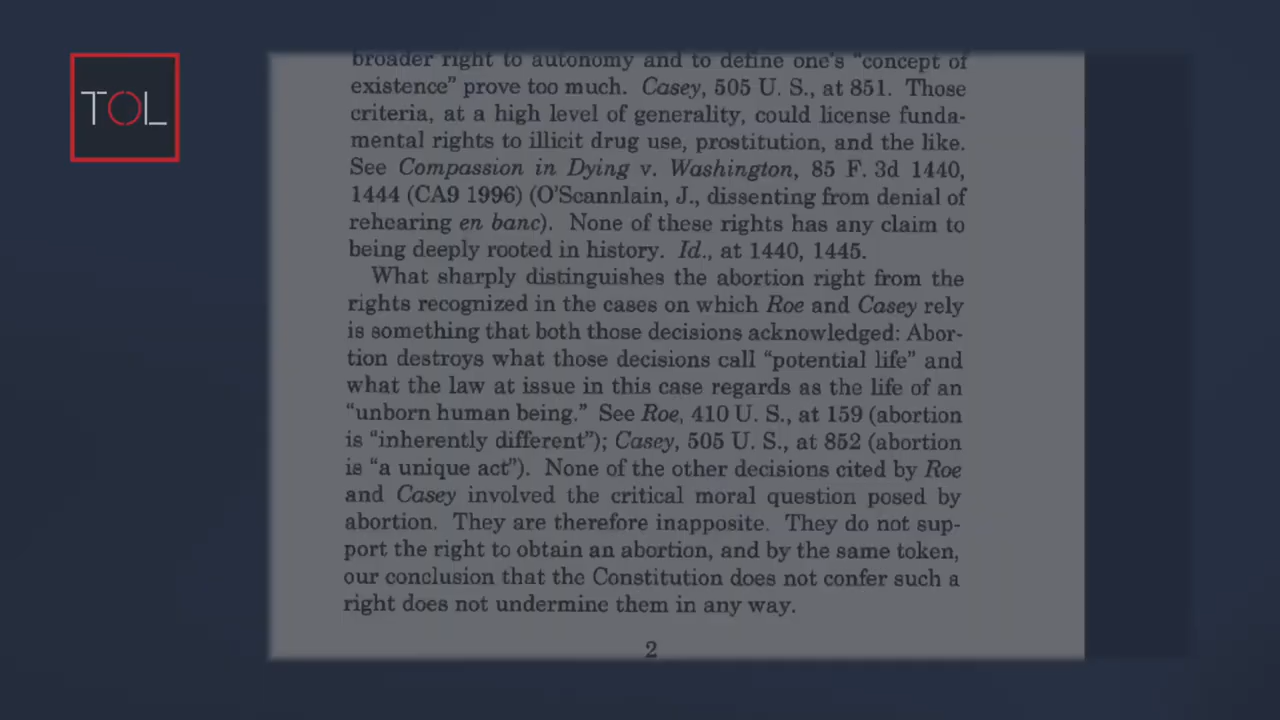 TOL
broader right to autonomy and to define one's "concept of
existence" prove too much. Casey, 505 U. S., at 851. Those
criteria, at a high level of generality, could license funda-
mental rights to illicit drug use, prostitution, and the like.
See Compassion in Dying v. Washington, 85 F. 3d 1440,
1444 (CA9 1996) (O'Scannlain, J., dissenting from denial of
rehearing en banc). None of these rights has any claim to
being deeply rooted in history. Id., at 1440, 1445.
What sharply distinguishes the abortion right from the
rights recognized in the cases on which Roe and Casey rely
is something that both those decisions acknowledged: Abor-
tion destroys what those decisions call "potential life" and
what the law at issue in this case regards as the life of an
"unborn human being." See Roe, 410 U. S., at 159 (abortion
is "inherently different"); Casey, 505 U. S., at 852 (abortion
is "a unique act"). None of the other decisions cited by Roe
and Casey involved the critical moral question posed by
abortion. They are therefore inapposite. They do not sup-
port the right to obtain an abortion, and by the same token,
our conclusion that the Constitution does not confer such a
right does not undermine them in any way.
2